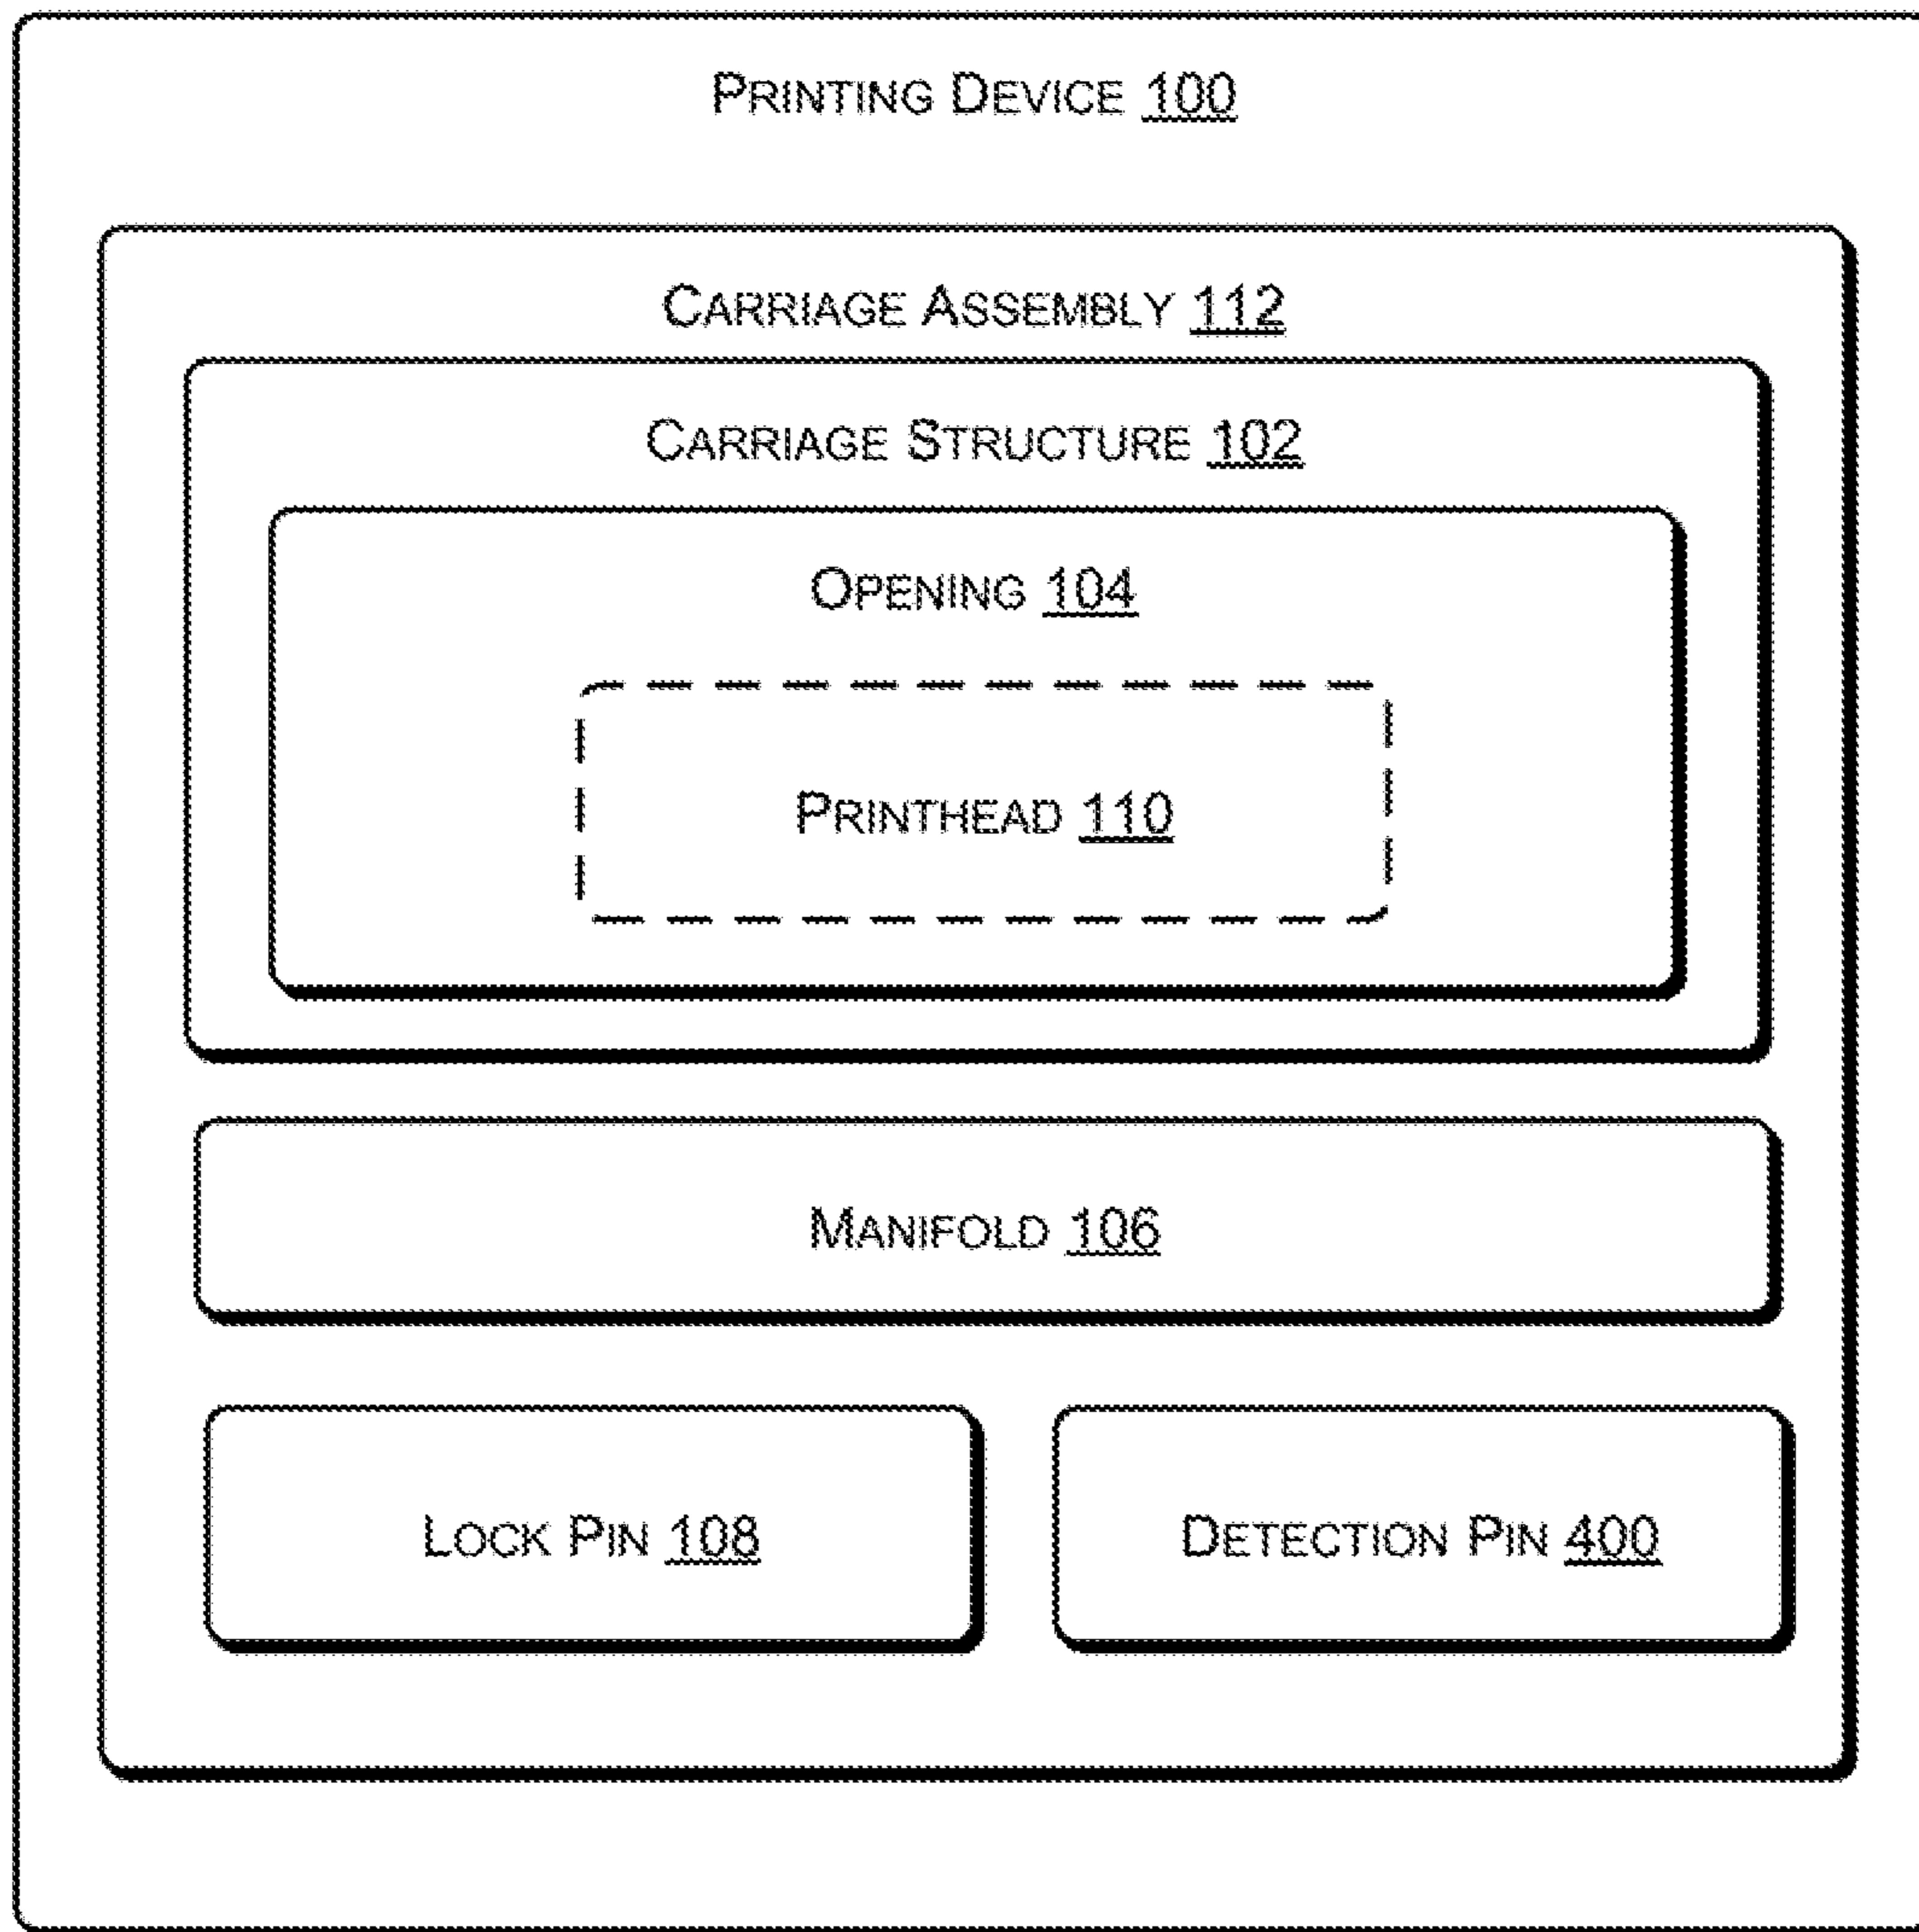 PRINTING DEVICE 100
CARRIAGE ASSEMBLY 112
CARRIAGE STRUCTURE 102
OPENING 104
PRINTHEAD 110
MANIFOLD 106
LOCK PIN 108
DETECTION PIN 400